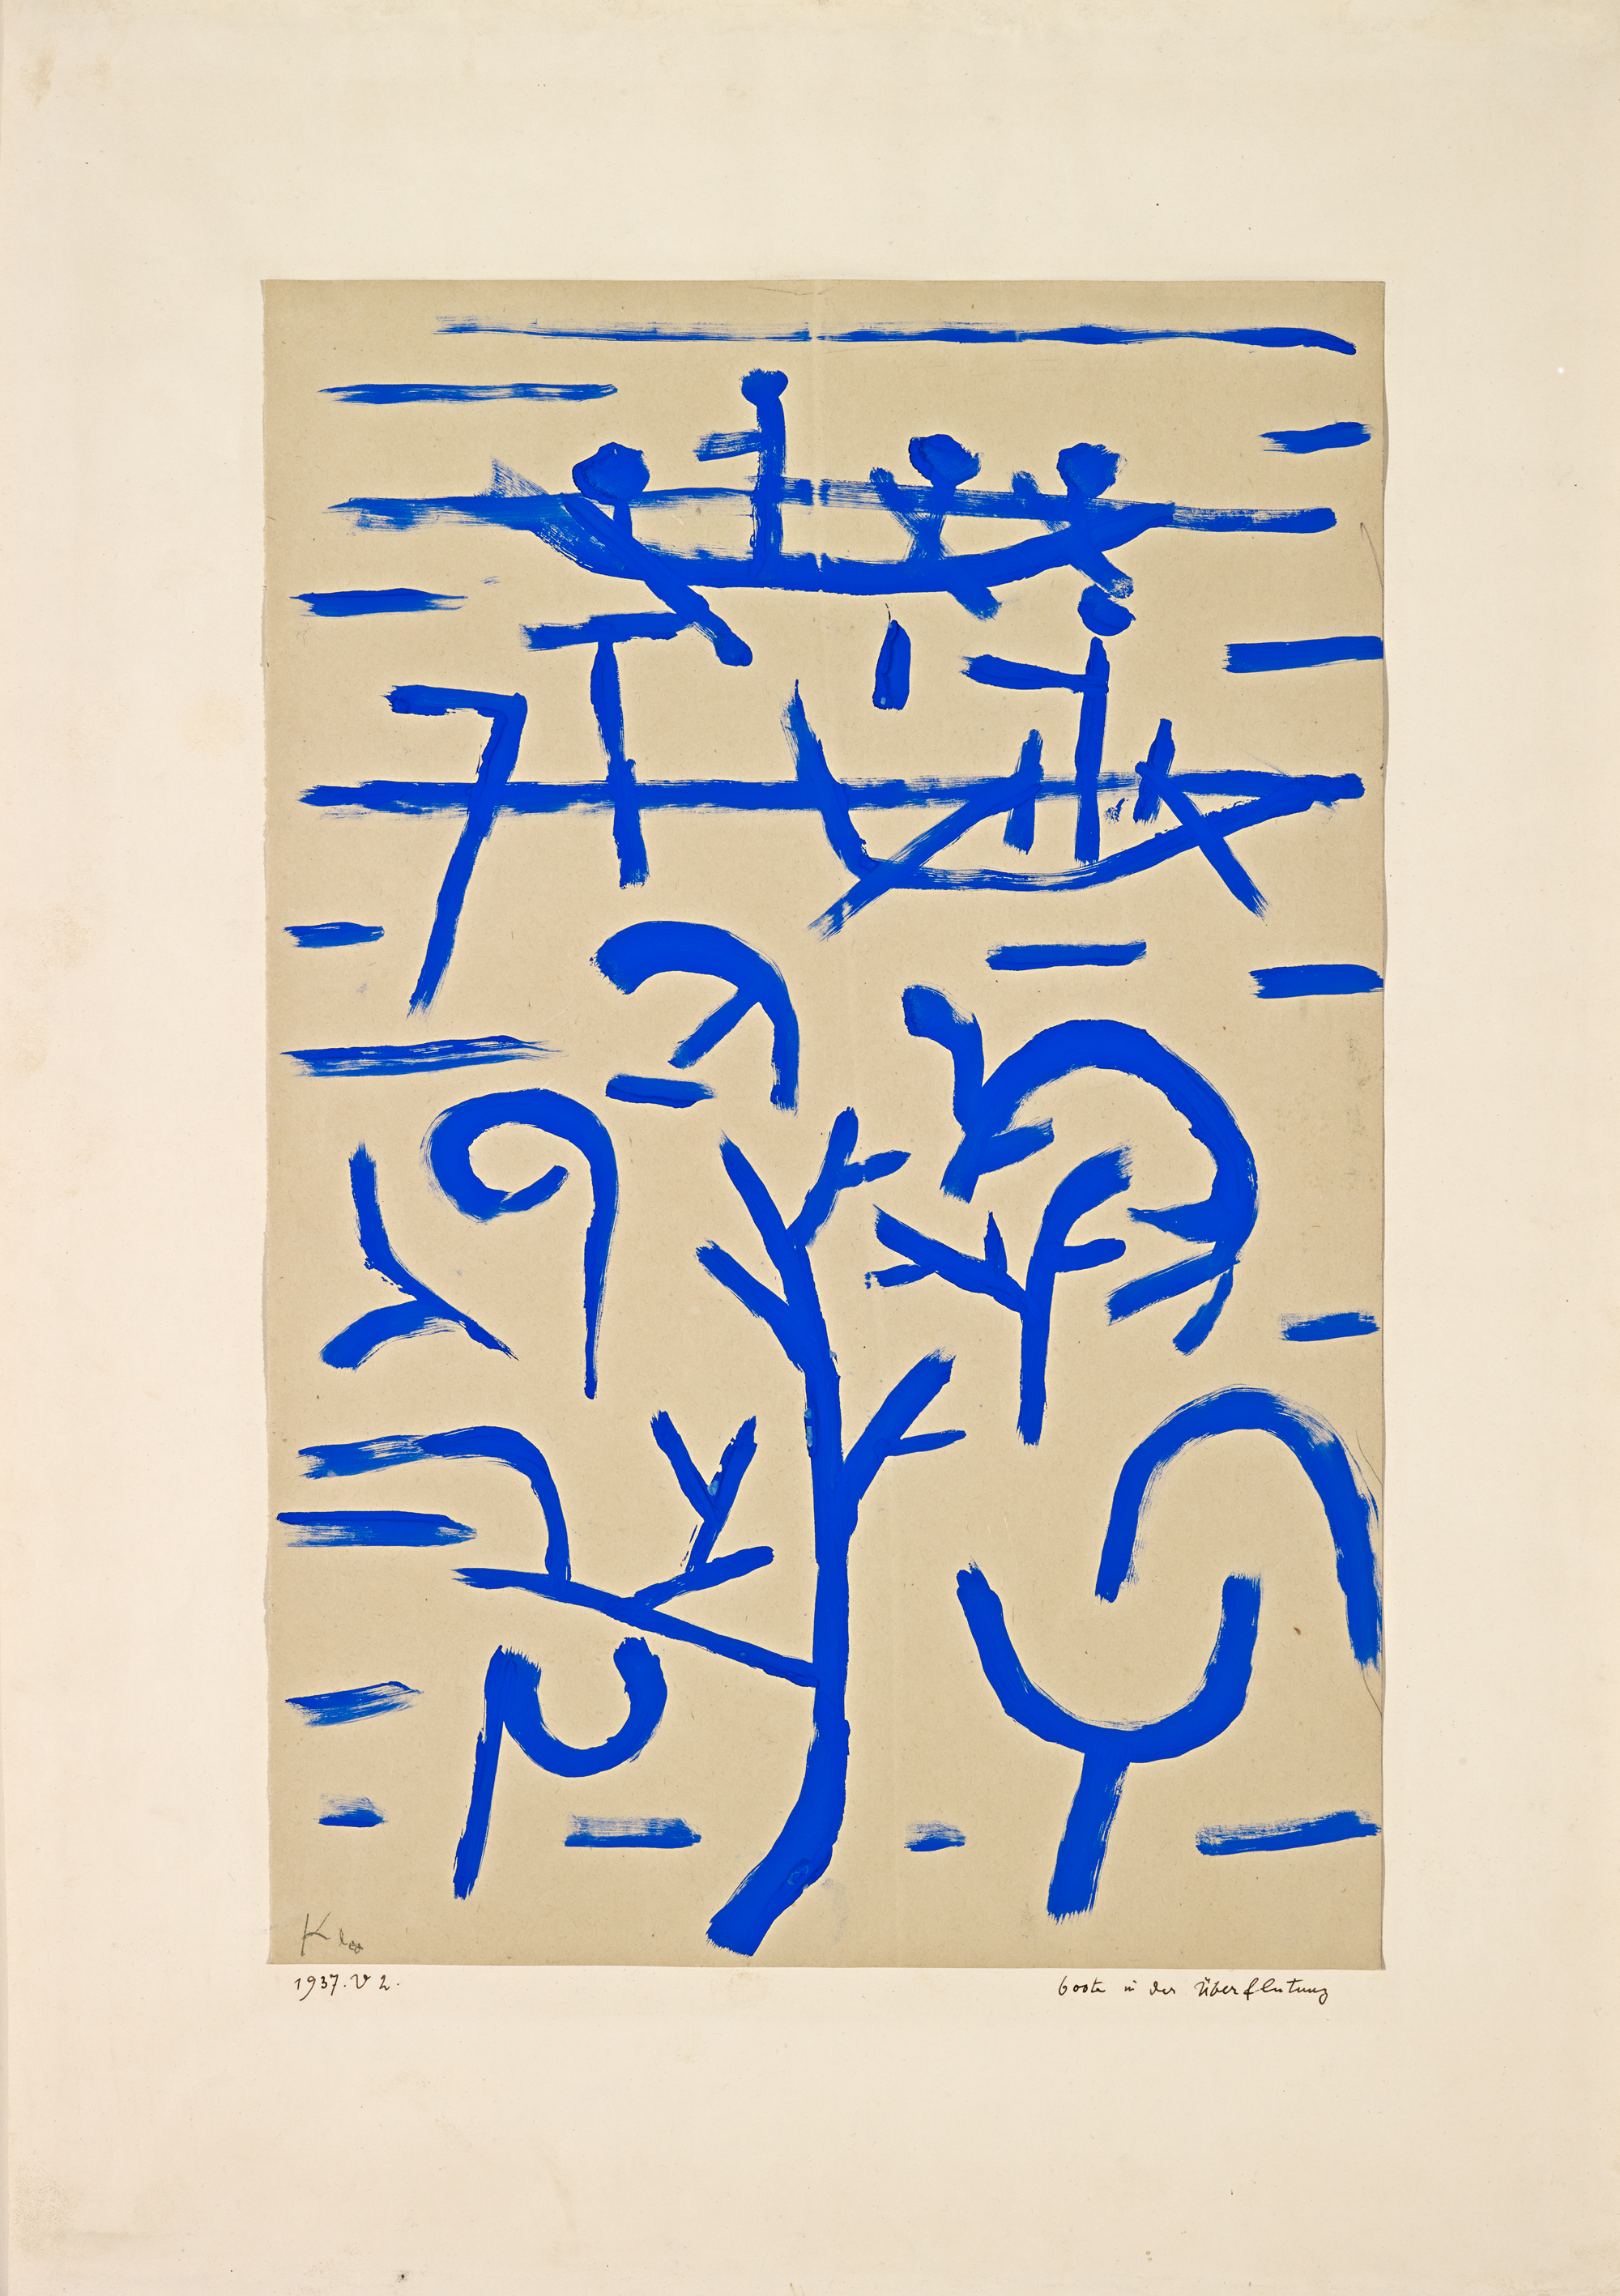 Klee
1937. V 2.
boote in der Überflutung